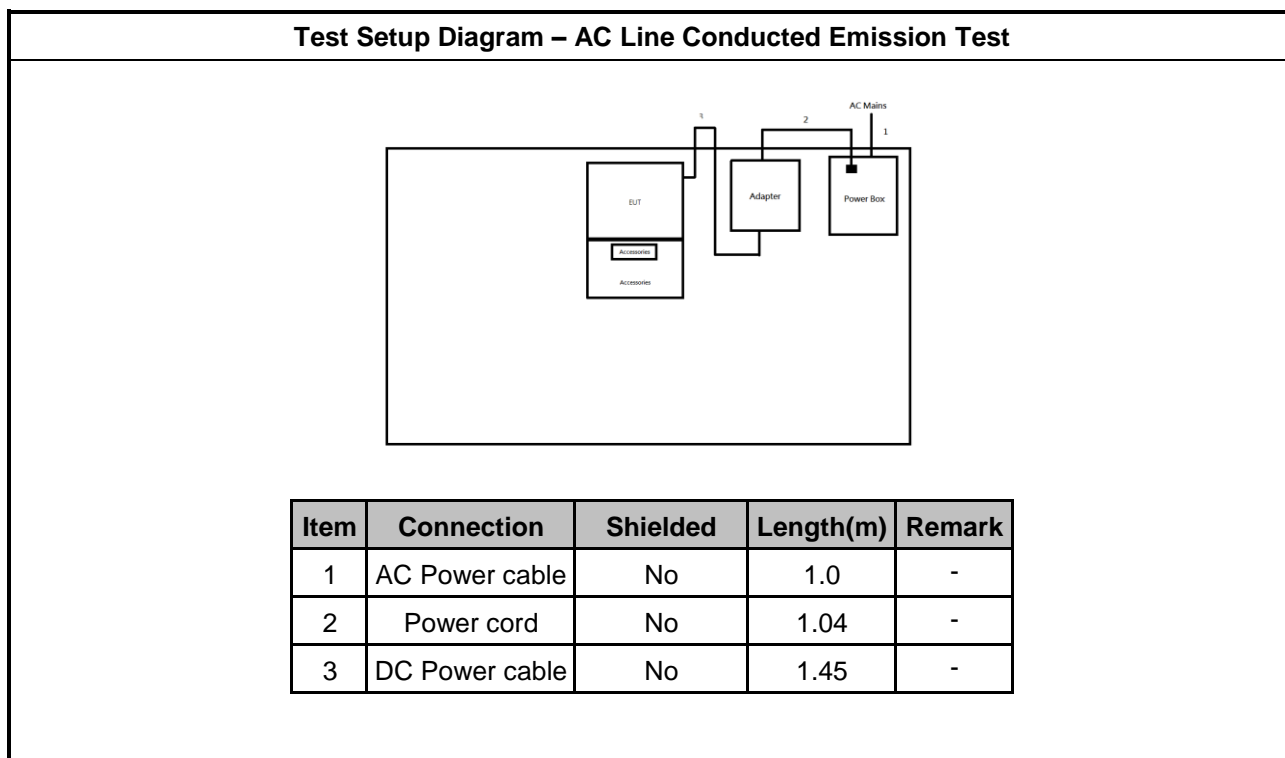 Test Setup Diagram – AC Line Conducted Emission Test
AC Mains
2
1
EUT
Adapter
Power Box
Accessories
Accessories
Item Connection Shielded Length(m) Remark
1 AC Power cable No 1.0 -
2 Power cord No 1.04 -
3 DC Power cable No 1.45 -